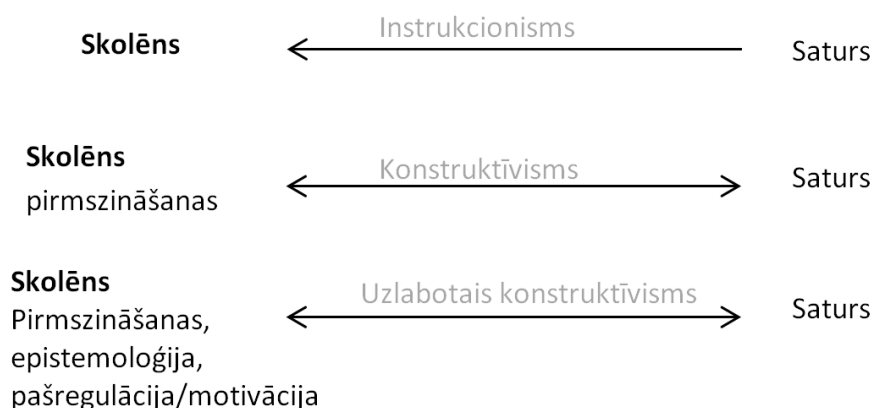 Skolēns Instrukcionisms Saturs
Skolēns
pirmszināšanas Konstruktīvisms Saturs
Skolēns
Pirmszināšanas, Uzlabotais konstruktīvisms Saturs
epistemoloģija,
pašregulācija/motivācija